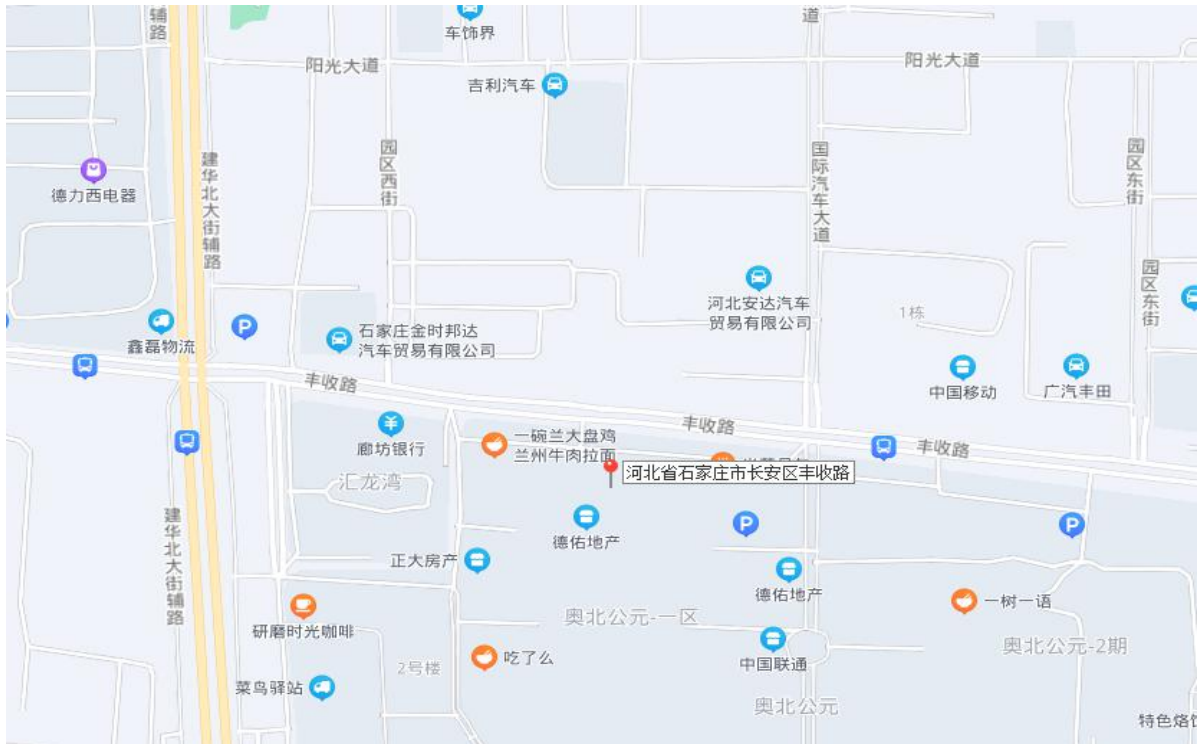 辅路
车饰界
道
阳光大道
阳光大道
吉利汽车
建华北大街辅路
园区西街
国际汽车大道
园区东街
德力西电器
园区东街
河北安达汽车
贸易有限公司
1栋
鑫磊物流
P
石家庄金时邦达
汽车贸易有限公司
丰收路
中国移动
广汽丰田
廊坊银行
一碗兰大盘鸡
兰州牛肉拉面
丰收路
丰收路
河北省石家庄市长安区丰收路
汇龙湾
建华北大街辅路
德佑地产
P
P
正大房产
德佑地产
一树一语
研磨时光咖啡
奥北公元-一区
奥北公元-2期
中国联通
2号楼
吃了么
菜鸟驿站
奥北公元
特色烙